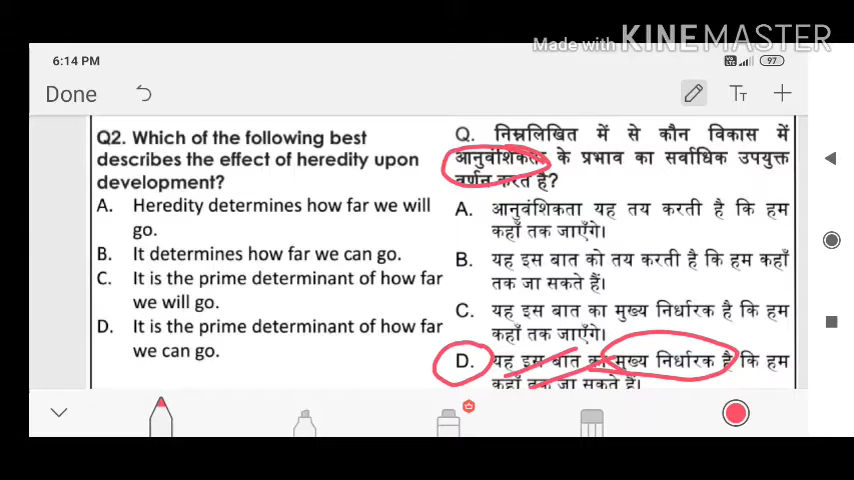 Made with KINEMASTER
6:14 PM
97
Done
Tт
Q2. Which of the following best
describes the effect of heredity upon
development?
A. Heredity determines how far we will
go.
B. It determines how far we can go.
C. It is the prime determinant of how far
we will go.
D. It is the prime determinant of how far
we can go.
Q. निम्नलिखित में से कौन विकास में
आनुवंशिकता के प्रभाव का सर्वाधिक उपयुक्त
वर्णन करते है?
A. आनुवंशिकता यह तय करती है कि हम
कहाँ तक जाएँगे।
B. यह इस बात को तय करती है कि हम कहाँ
तक जा सकते हैं।
C. यह इस बात का मुख्य निर्धारक है कि हम
कहाँ तक जाएँगे।
D. यह इस बात का मुख्य निर्धारक है कि हम
कहाँ तक जा सकते हैं।